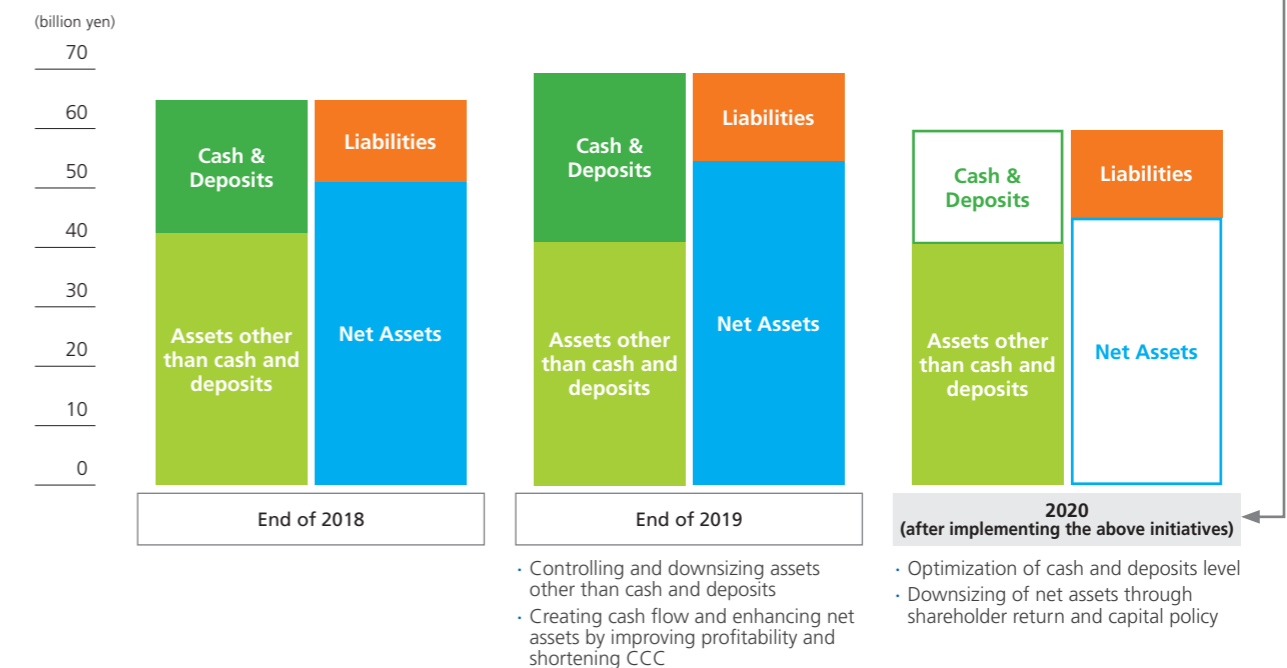 (billion yen)
70
60
50
40
30
20
10
0
Cash &
Deposits
Assets other
than cash and
deposits
Liabilities
Net Assets
End of 2018
Cash &
Deposits
Assets other
than cash and
deposits
Liabilities
Net Assets
End of 2019
· Controlling and downsizing assets
other than cash and deposits
· Creating cash flow and enhancing net
assets by improving profitability and
shortening CCC
Cash &
Deposits
Assets other
than cash and
deposits
Liabilities
Net Assets
2020
(after implementing the above initiatives)
· Optimization of cash and deposits level
· Downsizing of net assets through
shareholder return and capital policy